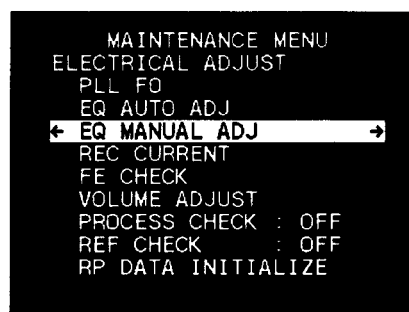 MAINTENANCE MENU
ELECTRICAL ADJUST
PLL FO
EQ AUTO ADJ
← EQ MANUAL ADJ →
REC CURRENT
FE CHECK
VOLUME ADJUST
PROCESS CHECK : OFF
REF CHECK : OFF
RP DATA INITIALIZE